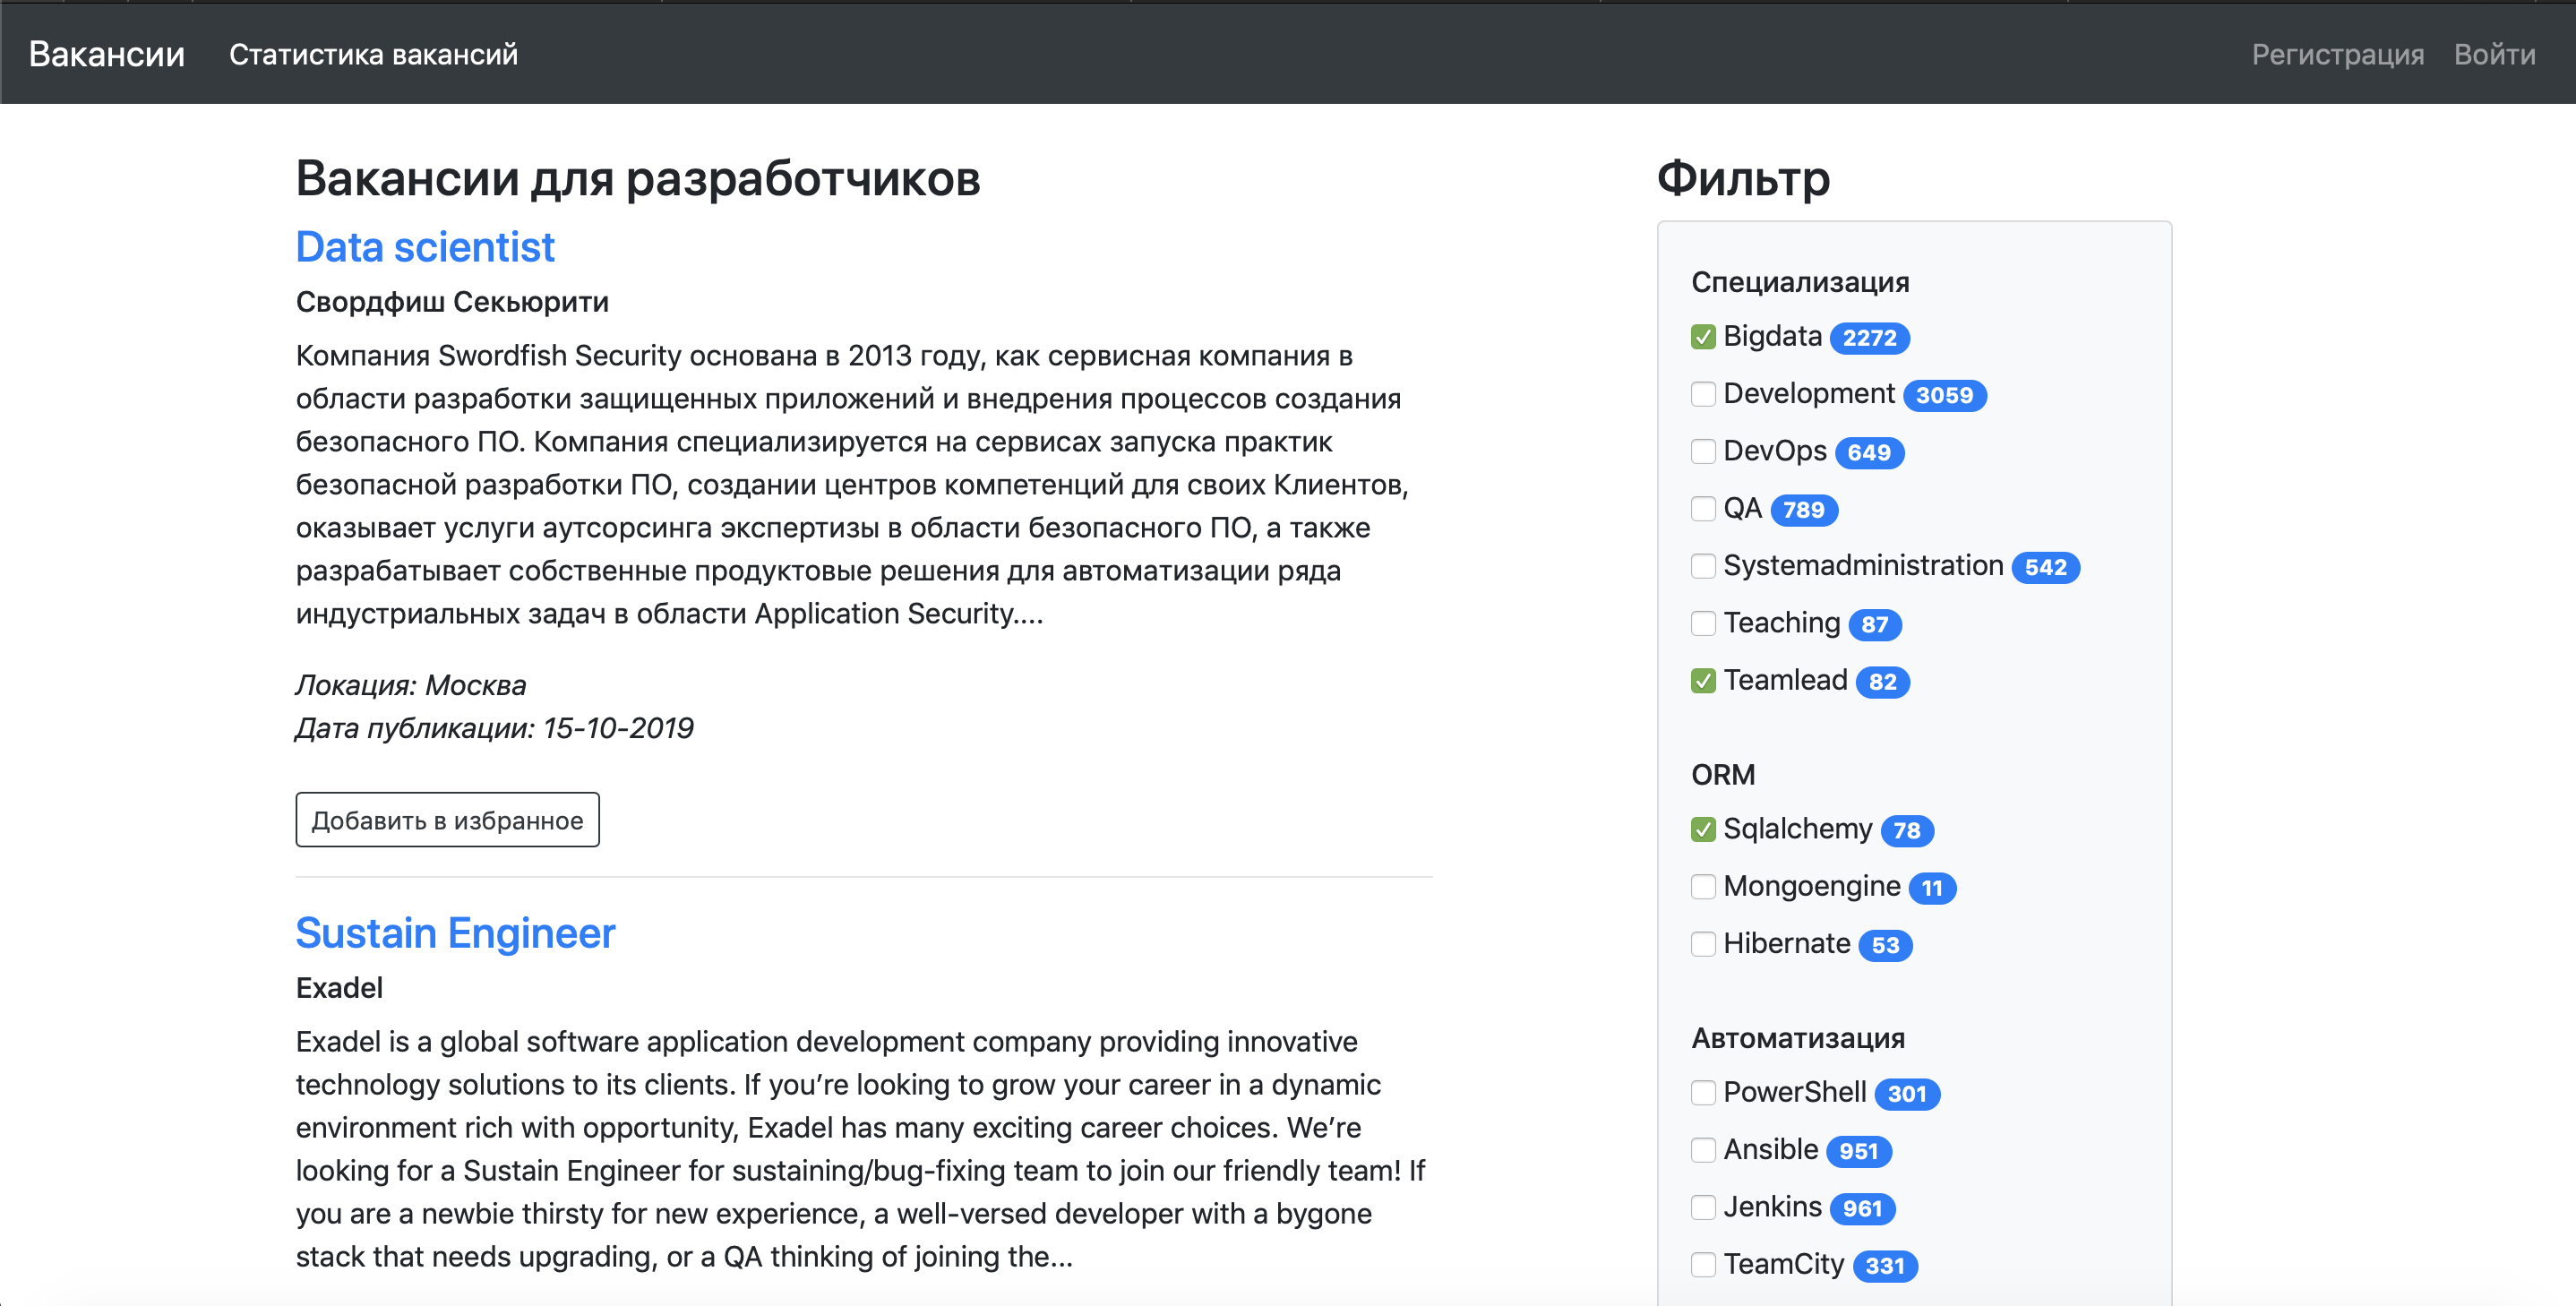 Вакансии Статистика вакансий Регистрация Войти
Вакансии для разработчиков
Data scientist
Свордфиш Секьюрити
Компания Swordfish Security основана в 2013 году, как сервисная компания в
области разработки защищенных приложений и внедрения процессов создания
безопасного ПО. Компания специализируется на сервисах запуска практик
безопасной разработки ПО, создании центров компетенций для своих Клиентов,
оказывает услуги аутсорсинга экспертизы в области безопасного ПО, а также
разрабатывает собственные продуктовые решения для автоматизации ряда
индустриальных задач в области Application Security....
Локация: Москва
Дата публикации: 15-10-2019
Добавить в избранное
Sustain Engineer
Exadel
Exadel is a global software application development company providing innovative
technology solutions to its clients. If you’re looking to grow your career in a dynamic
environment rich with opportunity, Exadel has many exciting career choices. We’re
looking for a Sustain Engineer for sustaining/bug-fixing team to join our friendly team! If
you are a newbie thirsty for new experience, a well-versed developer with a bygone
stack that needs upgrading, or a QA thinking of joining the...
Фильтр
Специализация
Bigdata 2272
Development 3059
DevOps 649
QA 789
Systemadministration 542
Teaching 87
Teamlead 82
ORM
Sqlalchemy 78
Mongoengine 11
Hibernate 53
Автоматизация
PowerShell 301
Ansible 951
Jenkins 961
TeamCity 331